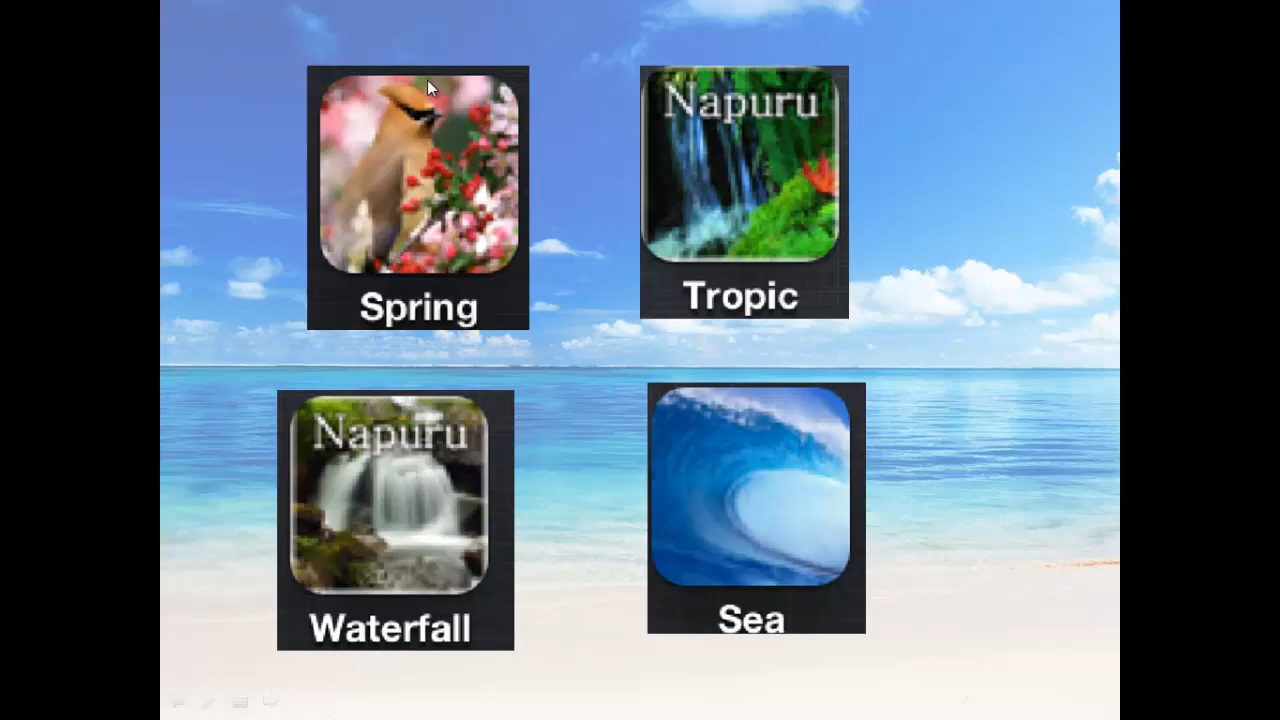 Spring
Napuru
Tropic
Napuru
Waterfall
Sea